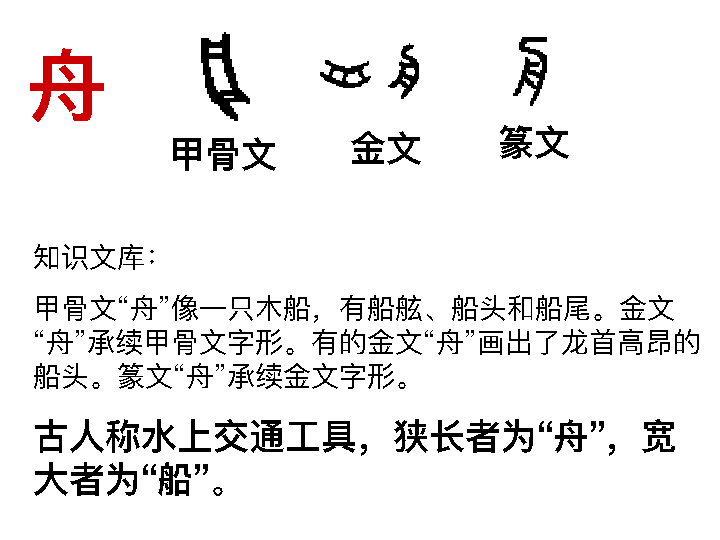 舟
甲骨文
金文
篆文
知识文库：
甲骨文“舟”像一只木船，有船舷、船头和船尾。金文
“舟”承续甲骨文字形。有的金文“舟”画出了龙首高昂的
船头。篆文“舟”承续金文字形。
古人称水上交通工具，狭长者为“舟”，宽
大者为“船”。